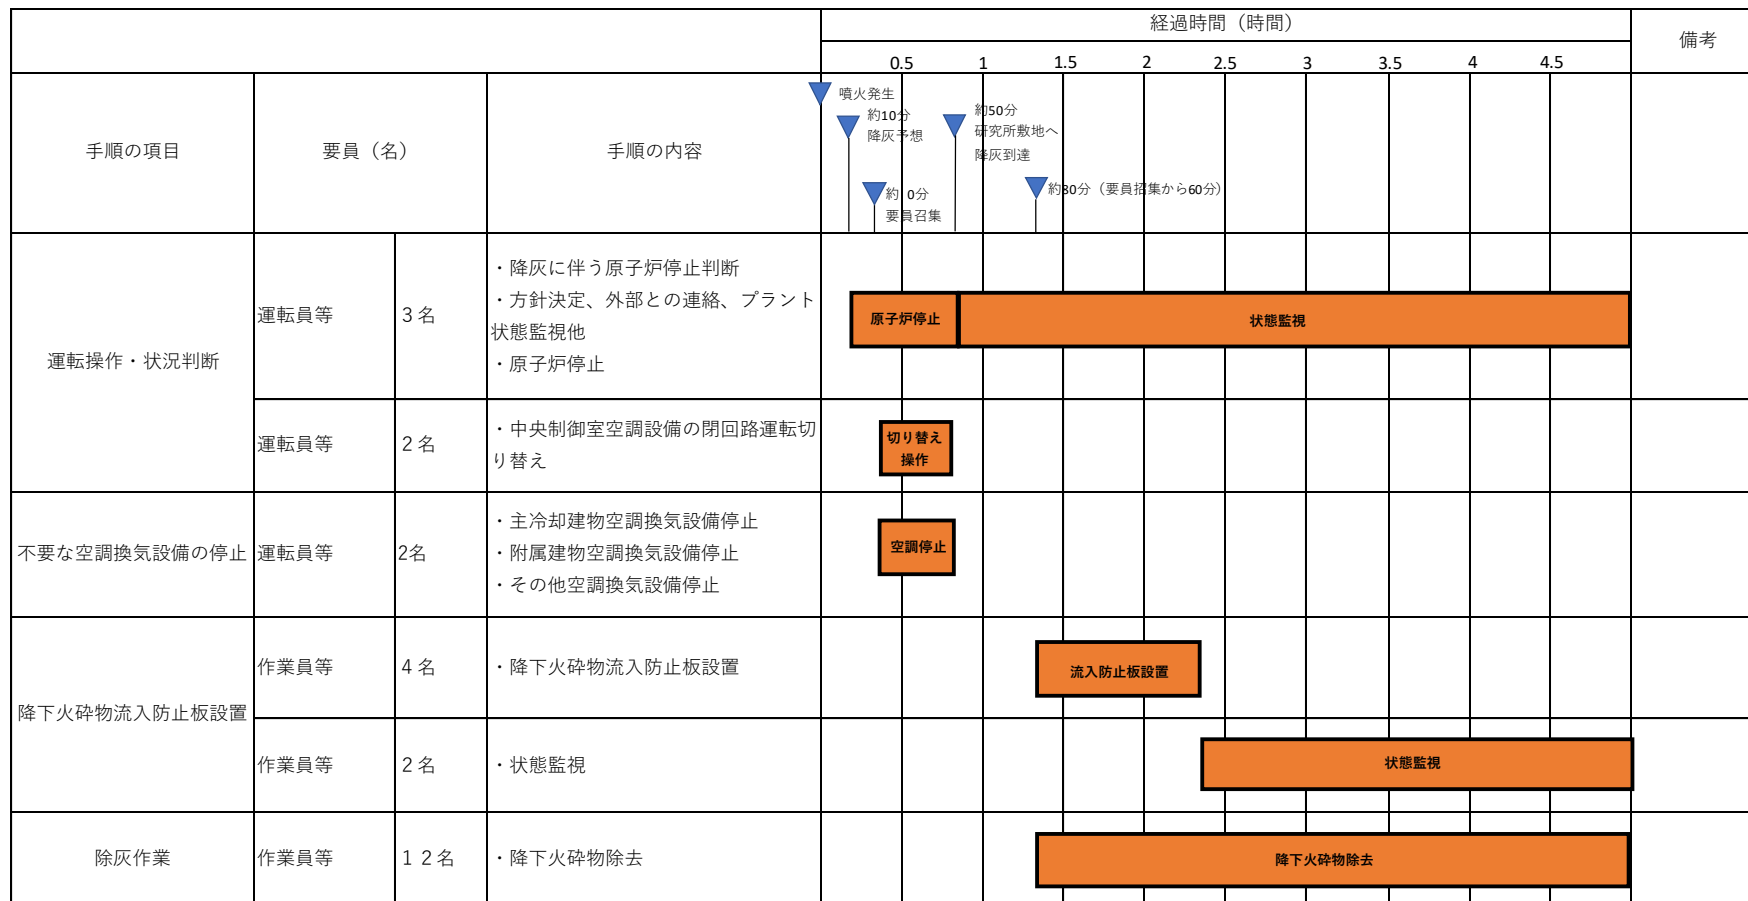 経過時間（時間）
備考
0.5 1 1.5 2 2.5 3 3.5 4 4.5
手順の項目
要員（名）
手順の内容
噴火発生
約10分
降灰予想
約 0分
要員召集
約50分
研究所敷地へ
降灰到達
約80分（要員招集から60分）
運転操作・状況判断
運転員等
３名
・降灰に伴う原子炉停止判断
・方針決定、外部との連絡、プラント
状態監視他
・原子炉停止
原子炉停止
状態監視
運転員等
２名
・中央制御室空調設備の閉回路運転切
り替え
切り替え
操作
不要な空調換気設備の停止
運転員等
2名
・主冷却建物空調換気設備停止
・附属建物空調換気設備停止
・その他空調換気設備停止
空調停止
降下火砕物流入防止板設置
作業員等
４名
・降下火砕物流入防止板設置
流入防止板設置
作業員等
２名
・状態監視
状態監視
除灰作業
作業員等
１２名
・降下火砕物除去
降下火砕物除去